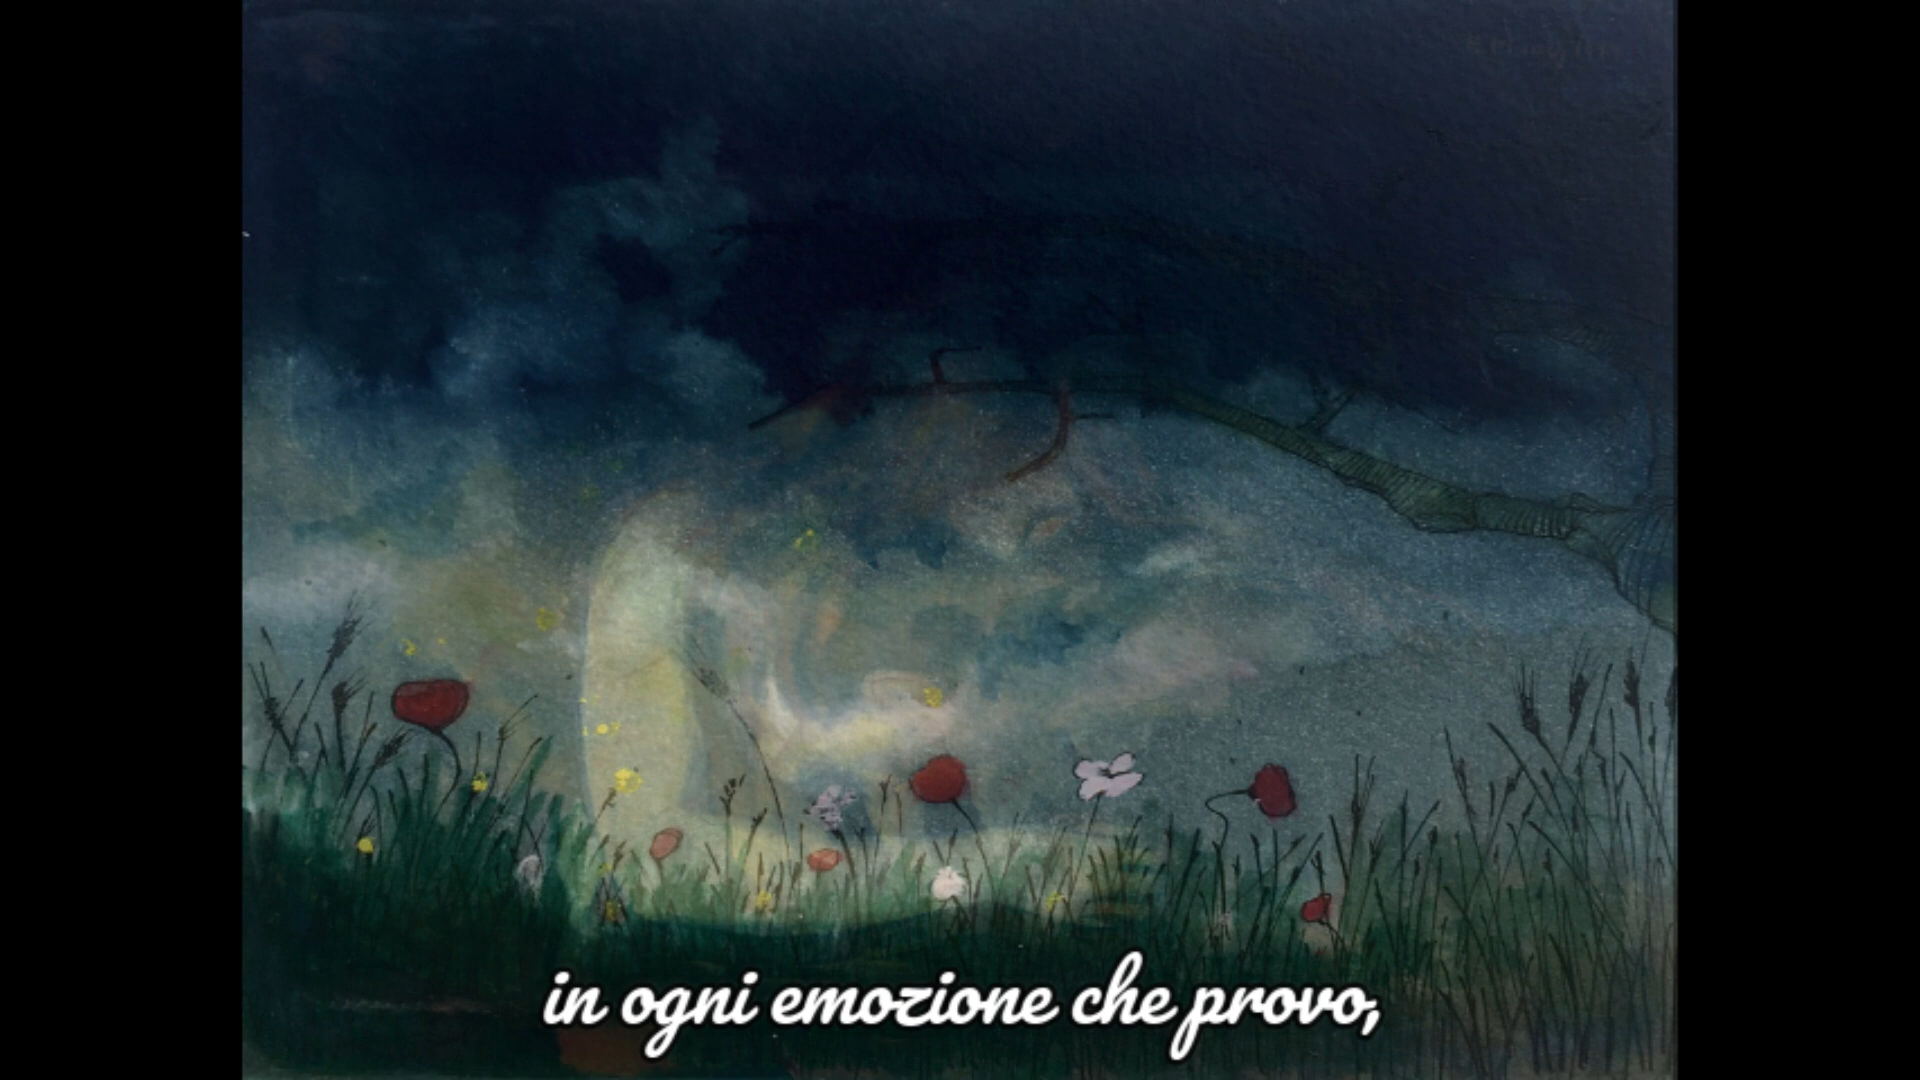 in ogni emozione che provo,